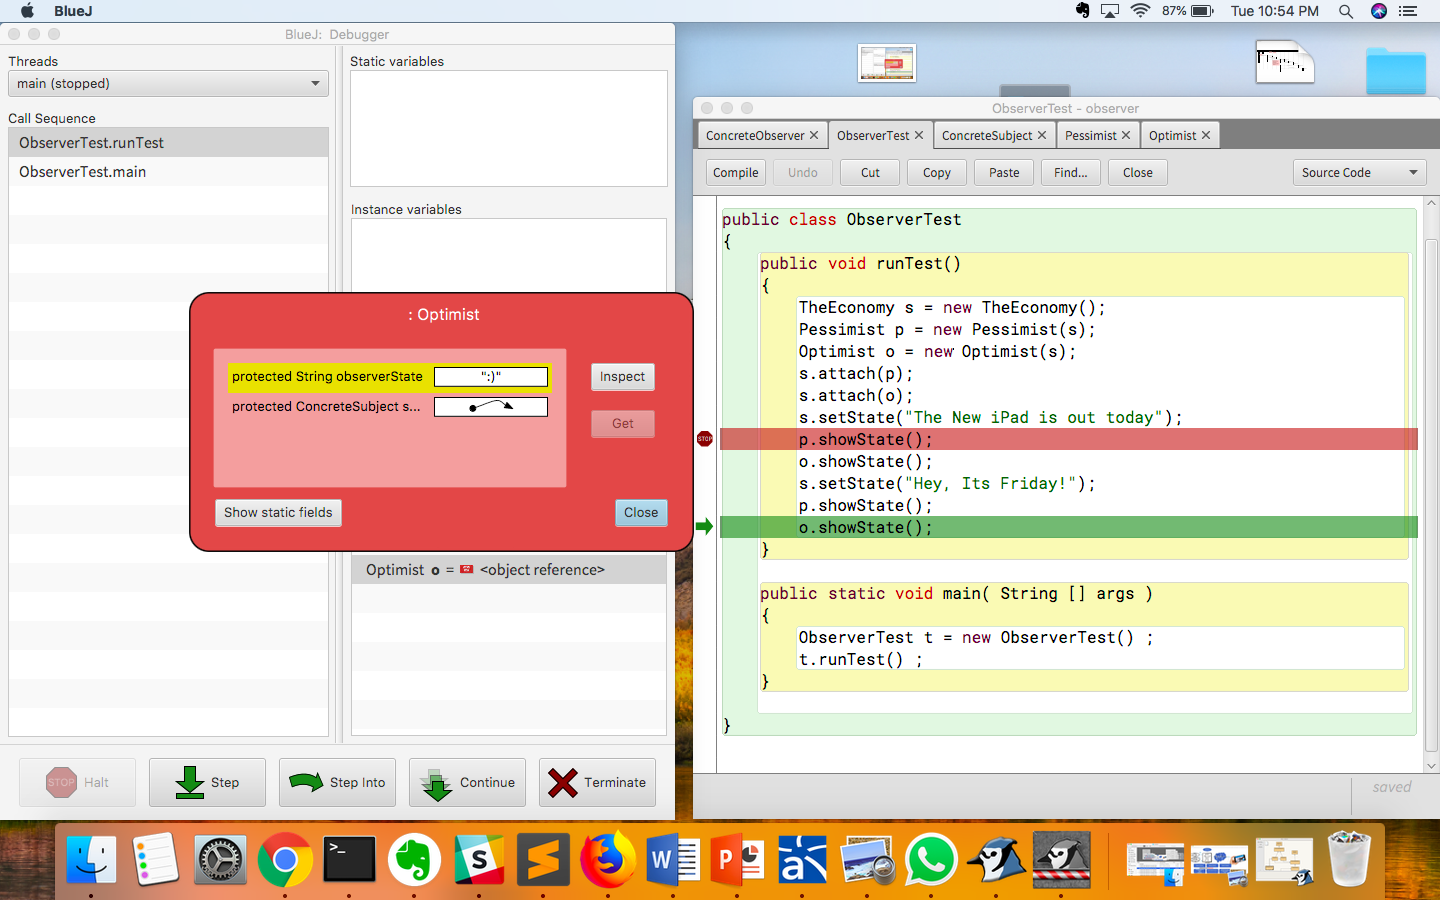 BlueJ
87%
Tue 10:54 PM
BlueJ:  Debugger
Threads
main (stopped)
Call Sequence
ObserverTest.runTest
ObserverTest.main
Static variables
Instance variables
: Optimist
protected String observerState
":)"
protected ConcreteSubject s...
Inspect
Get
Show static fields
Close
Optimist o = <object reference>
STOP
Halt
Step
Step Into
Continue
Terminate
ObserverTest - observer
ConcreteObserver
ObserverTest
ConcreteSubject
Pessimist
Optimist
Compile
Undo
Cut
Copy
Paste
Find...
Close
Source Code
public class ObserverTest
{
public void runTest()
{
TheEconomy s = new TheEconomy();
Pessimist p = new Pessimist(s);
Optimist o = new Optimist(s);
s.attach(p);
s.attach(o);
s.setState("The New iPad is out today");
STOP
p.showState();
o.showState();
s.setState("Hey, Its Friday!");
p.showState();
o.showState();
}
public static void main( String [] args )
{
ObserverTest t = new ObserverTest() ;
t.runTest() ;
}
}
saved
>_
S
S
W
P